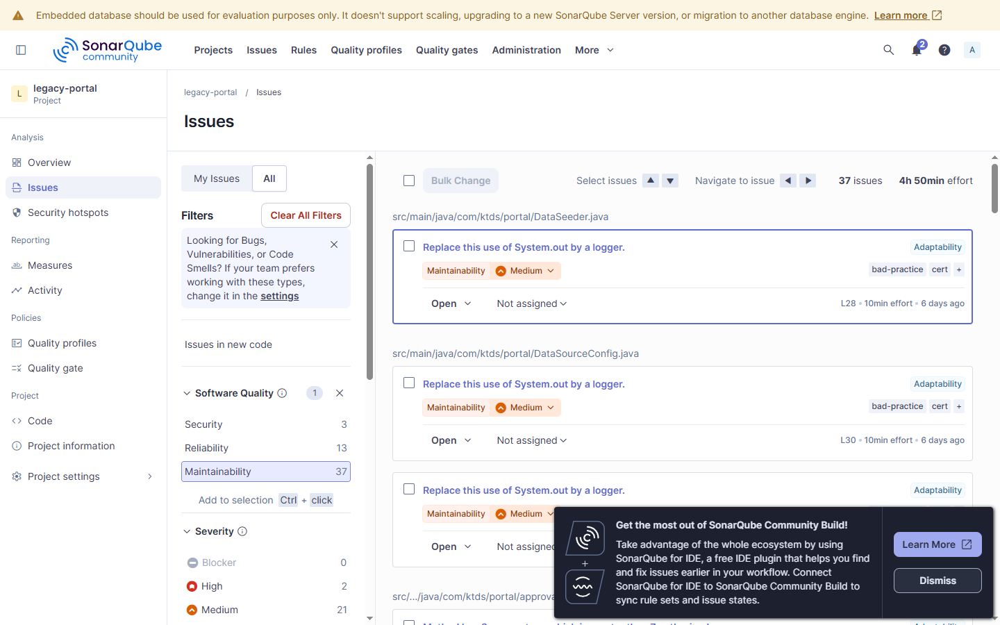 Embedded database should be used for evaluation purposes only. It doesn't support scaling, upgrading to a new SonarQube Server version, or migration to another database engine. Learn more
SonarQube community
Projects
Issues
Rules
Quality profiles
Quality gates
Administration
More
2
?
A
L
legacy-portal
Project
Analysis
Overview
Issues
Security hotspots
Reporting
Measures
Activity
Policies
Quality profiles
Quality gate
Project
Code
Project information
Project settings
legacy-portal / Issues
Issues
My Issues
All
Filters
Clear All Filters
Looking for Bugs,
Vulnerabilities, or Code
Smells? If your team prefers
working with these types,
change it in the settings
Issues in new code
Software Quality 1
Security 3
Reliability 13
Maintainability 37
Add to selection Ctrl + click
Severity
Blocker 0
High 2
Medium 21
Bulk Change
Select issues
Navigate to issue
37 issues
4h 50min effort
src/main/java/com/ktds/portal/DataSeeder.java
Replace this use of System.out by a logger.
Adaptability
Maintainability Medium
bad-practice cert +
Open
Not assigned
L28 • 10min effort • 6 days ago
src/main/java/com/ktds/portal/DataSourceConfig.java
Replace this use of System.out by a logger.
Adaptability
Maintainability Medium
bad-practice cert +
Open
Not assigned
L30 • 10min effort • 6 days ago
Replace this use of System.out by a logger.
Adaptability
Maintainability Medium
Open
Not assigned
src/.../java/com/ktds/portal/approva
Get the most out of SonarQube Community Build!
Take advantage of the whole ecosystem by using
SonarQube for IDE, a free IDE plugin that helps you find
and fix issues earlier in your workflow. Connect
SonarQube for IDE to SonarQube Community Build to
sync rule sets and issue states.
Learn More
Dismiss